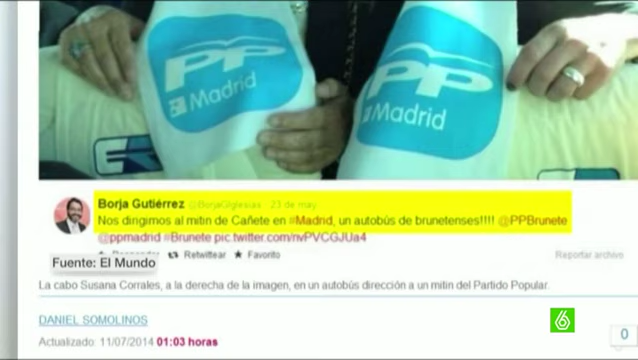 PP
Madrid
PP
Madrid
Borja Gutiérrez @BorjaGIglesias 23 de may.
Nos dirigimos al mitin de Cañete en #Madrid, un autobús de brunetenses!!!! @PPBrunete
@ppmadrid #Brunete pic.twitter.com/nvPVCGJUa4
Responder Retwittear Favorito Reportar archivo
Fuente: El Mundo
La cabo Susana Corrales, a la derecha de la imagen, en un autobús dirección a un mitin del Partido Popular.
DANIEL SOMOLINOS
6
0
Actualizado: 11/07/2014 01:03 horas